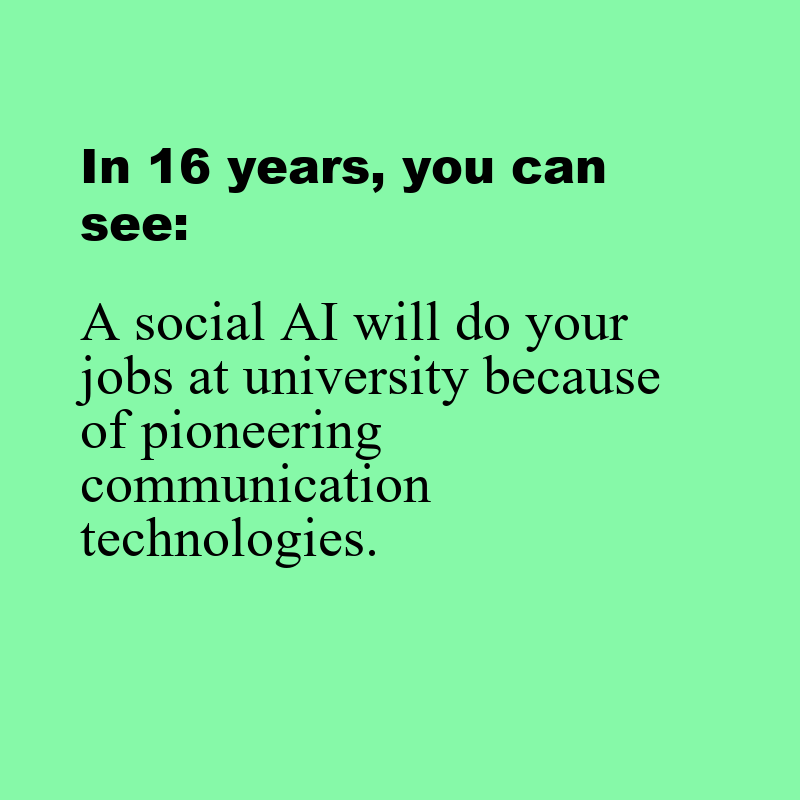 In 16 years, you can
see:
A social AI will do your
jobs at university because
of pioneering
communication
technologies.